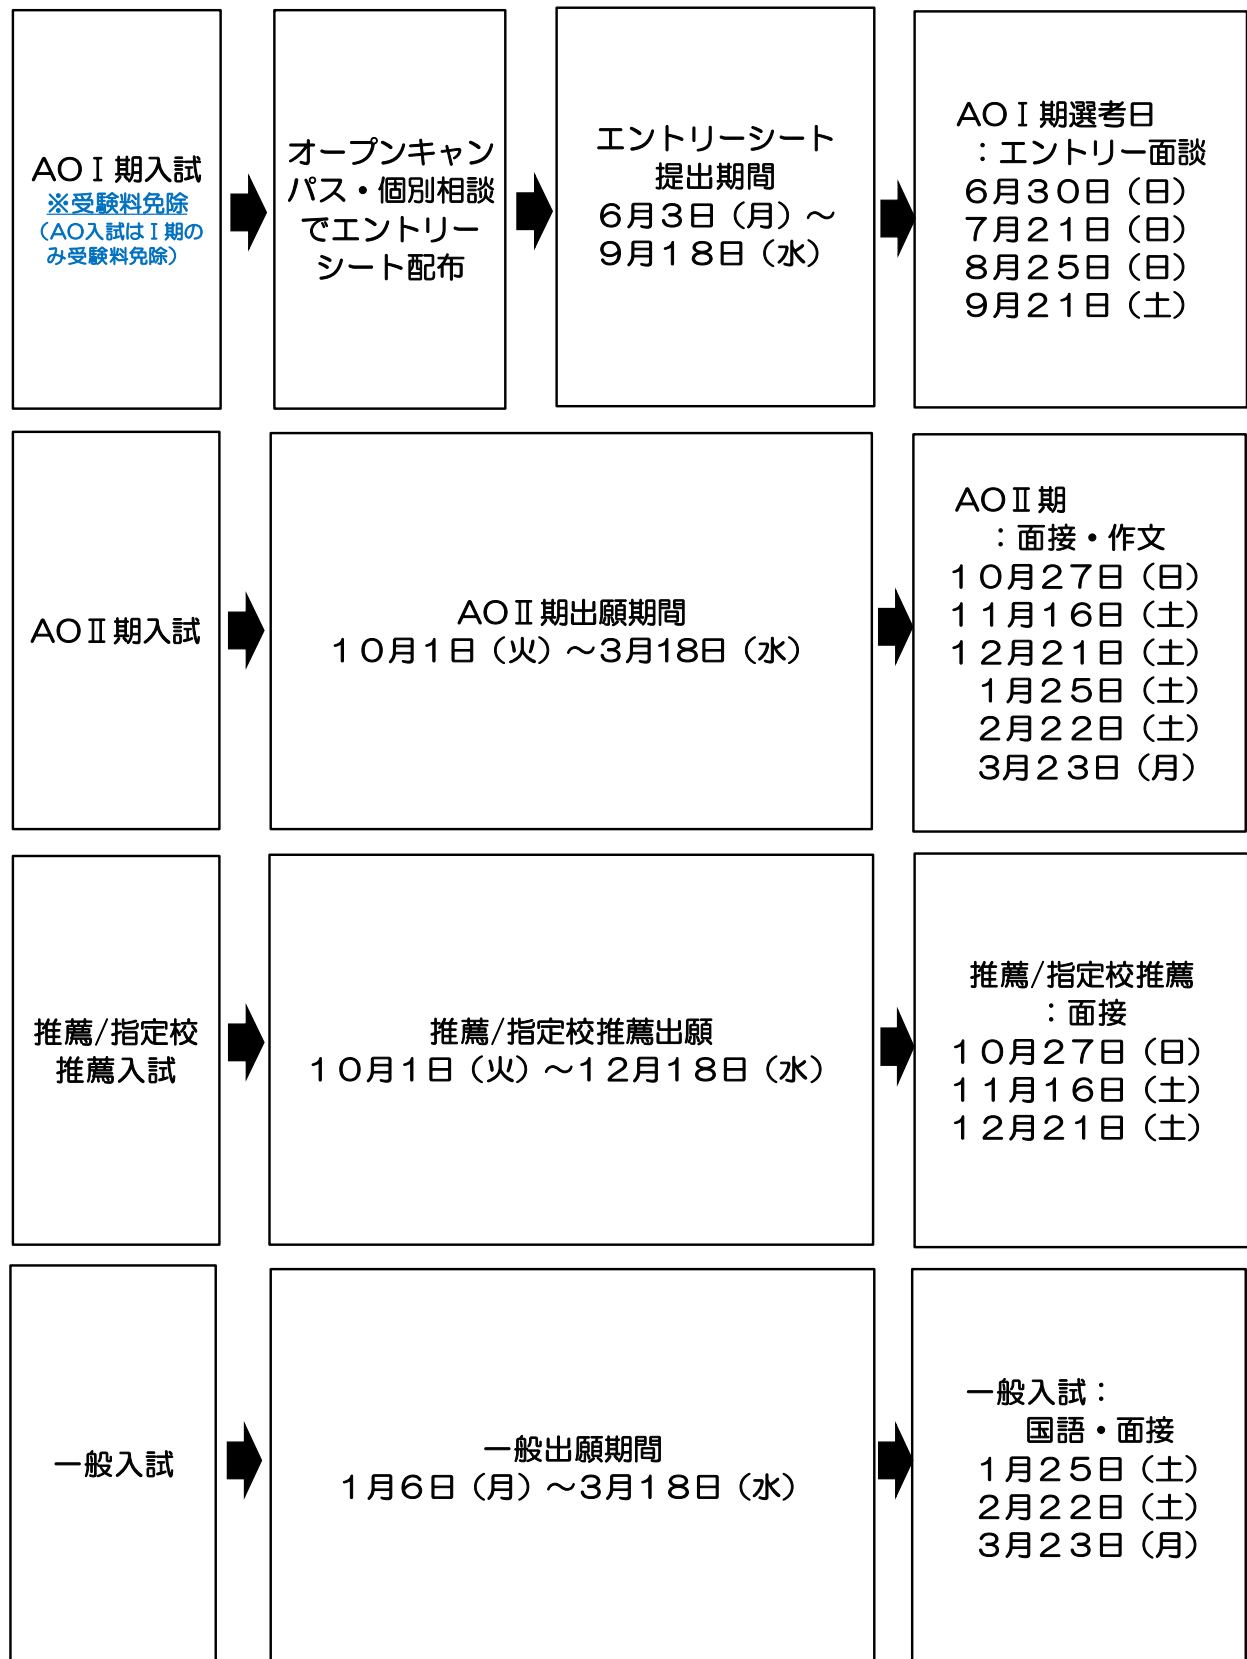 AOⅠ期入試
※受験料免除
（AO入試はⅠ期の
み受験料免除）
オープンキャン
パス・個別相談
でエントリー
シート配布
エントリーシート
提出期間
６月３日（月）～
９月１８日（水）
AOⅠ期選考日
：エントリー面談
６月３０日（日）
７月２１日（日）
８月２５日（日）
９月２１日（土）
AOⅡ期入試
AOⅡ期出願期間
１０月１日（火）～３月18日（水）
AOⅡ期
：面接・作文
１０月２７日（日）
１１月１６日（土）
１２月２１日（土）
１月２５日（土）
２月２２日（土）
３月２３日（月）
推薦/指定校
推薦入試
推薦/指定校推薦出願
１０月１日（火）～１２月１８日（水）
推薦/指定校推薦
：面接
１０月２７日（日）
１１月１６日（土）
１２月２１日（土）
一般入試
一般出願期間
１月６日（月）～３月１８日（水）
一般入試：
国語・面接
１月２５日（土）
２月２２日（土）
３月２３日（月）